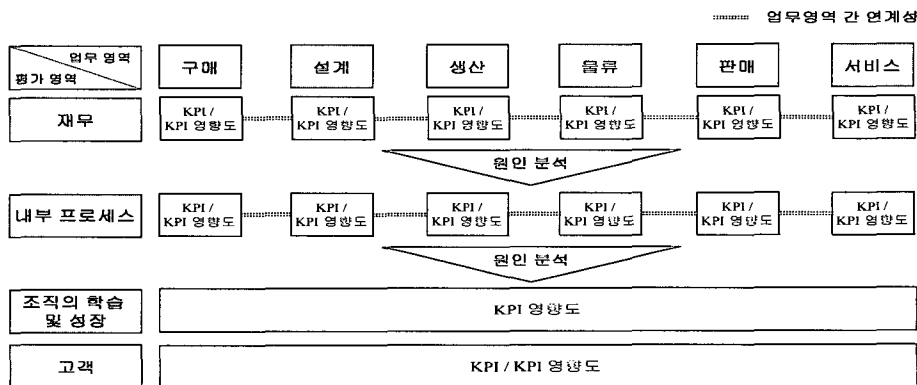 업무영역 간 연계성
업무 영역
평가 영역
구매
설계
생산
물류
판매
서비스
재무
KPI /
KPI 영향도
KPI /
KPI 영향도
KPI /
KPI 영향도
KPI /
KPI 영향도
KPI /
KPI 영향도
KPI /
KPI 영향도
원인 분석
내부 프로세스
KPI /
KPI 영향도
KPI /
KPI 영향도
KPI /
KPI 영향도
KPI /
KPI 영향도
KPI /
KPI 영향도
KPI /
KPI 영향도
원인 분석
조직의 학습
및 성장
KPI 영향도
고객
KPI / KPI 영향도